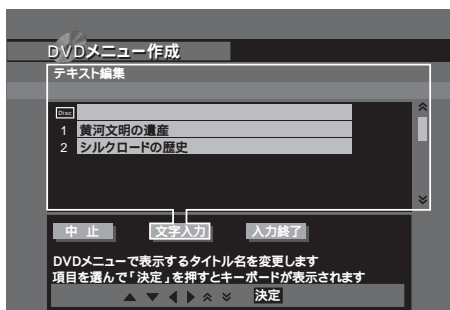 DVDメニュー作成
テキスト編集
Disc
1 黄河文明の遺産
2 シルクロードの歴史
中 止 文字入力 入力終了
DVDメニューで表示するタイトル名を変更します
項目を選んで「決定」を押すとキーボードが表示されます
決定